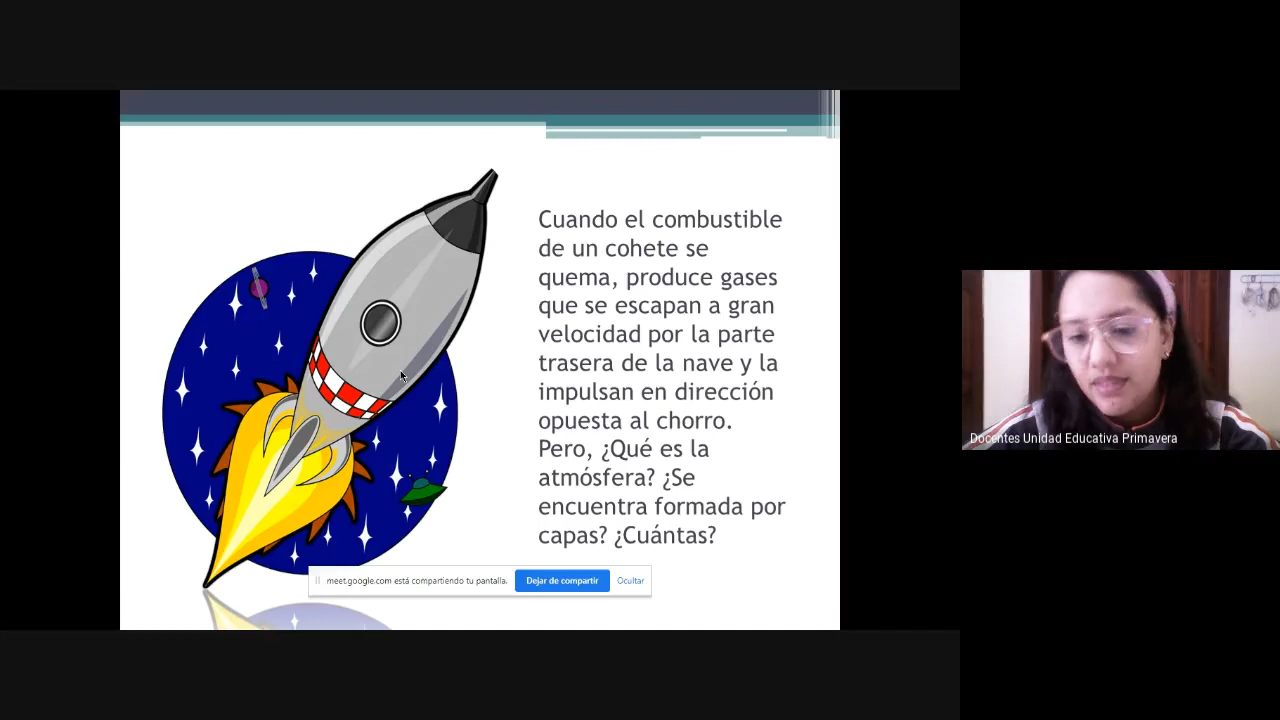 Cuando el combustible
de un cohete se
quema, produce gases
que se escapan a gran
velocidad por la parte
trasera de la nave y la
impulsan en dirección
opuesta al chorro.
Pero, ¿Qué es la
atmósfera? ¿Se
encuentra formada por
capas? ¿Cuántas?
meet.google.com está compartiendo tu pantalla. Dejar de compartir Ocultar
Docentes Unidad Educativa Primavera